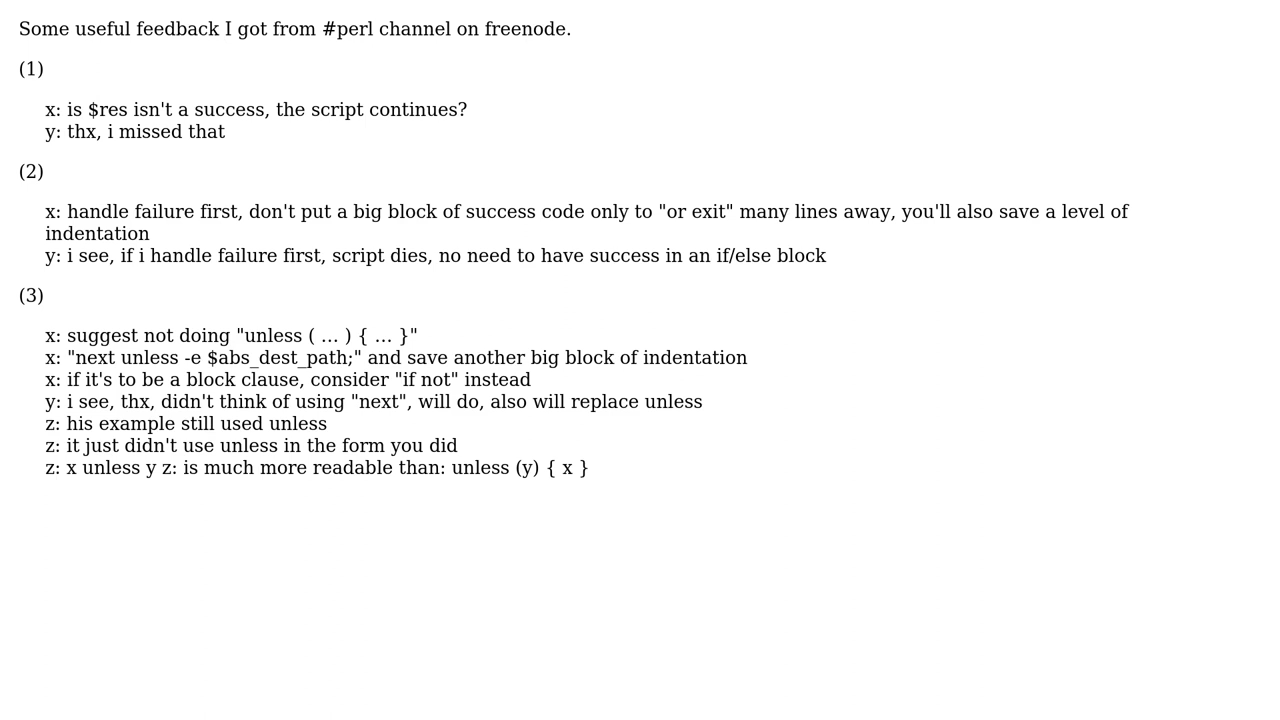 Some useful feedback I got from #perl channel on freenode.
(1)
x: is $res isn't a success, the script continues?
y: thx, i missed that
(2)
x: handle failure first, don't put a big block of success code only to "or exit" many lines away, you'll also save a level of
indentation
y: i see, if i handle failure first, script dies, no need to have success in an if/else block
(3)
x: suggest not doing "unless ( … ) { … }"
x: "next unless -e $abs_dest_path;" and save another big block of indentation
x: if it's to be a block clause, consider "if not" instead
y: i see, thx, didn't think of using "next", will do, also will replace unless
z: his example still used unless
z: it just didn't use unless in the form you did
z: x unless y z: is much more readable than: unless (y) { x }